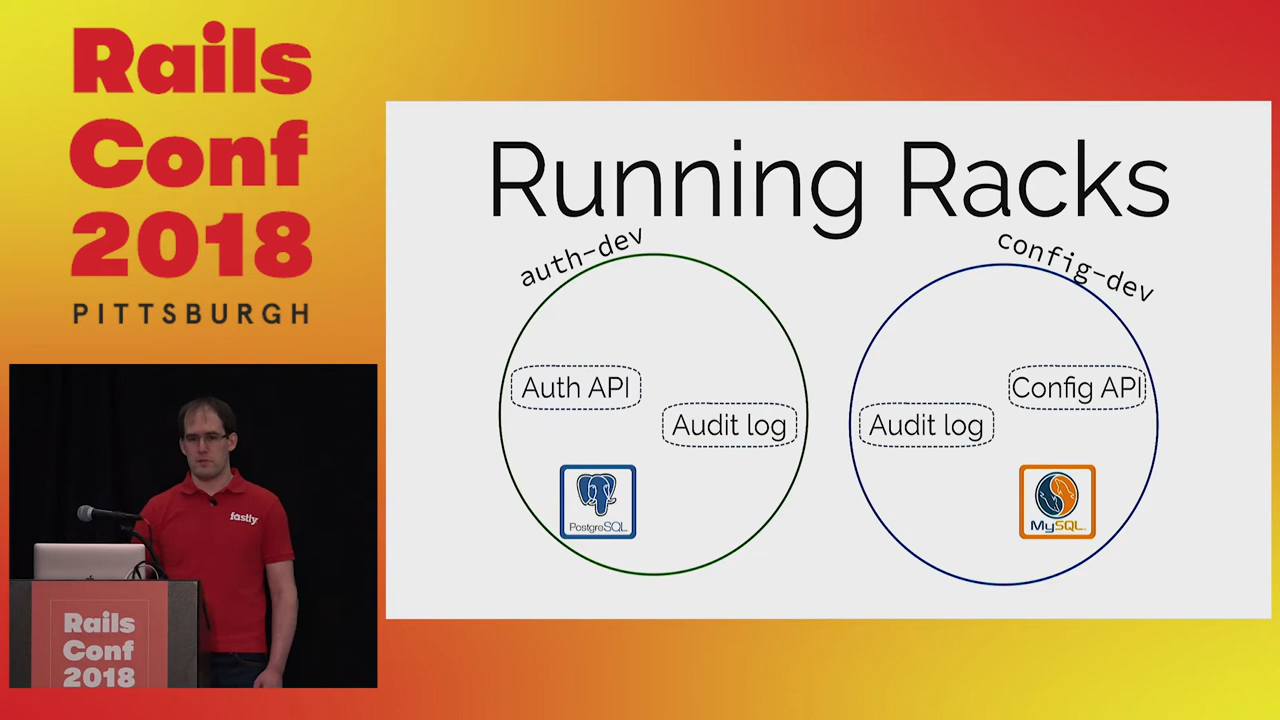 Rails
Conf
2018
PITTSBURGH
Running Racks
auth-dev
config-dev
Auth API
Audit log
PostgreSQL
Audit log
Config API
MySQL
fastly
Rails
Conf
2018